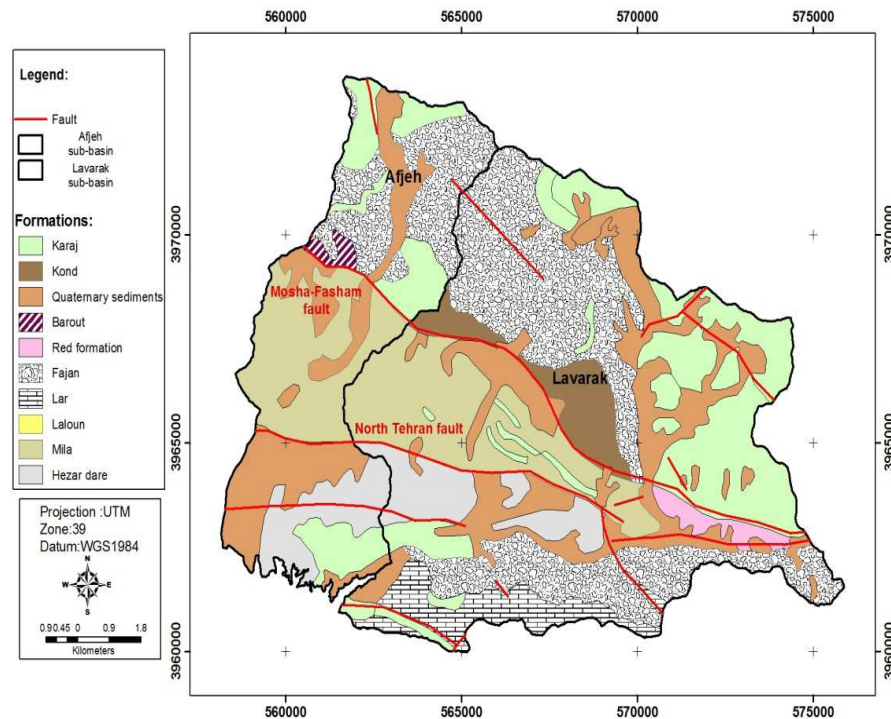 Legend:
Fault
Afjeh
sub-basin
Lavarak
sub-basin
Formations:
Karaj
Kond
Quaternary sediments
Barout
Red formation
Fajan
Lar
Laloun
Mila
Hezar dare
Projection :UTM
Zone:39
Datum:WGS1984
N
W E
S
0.90.45 0 0.9 1.8
Kilometers
560000 565000 570000 575000
3970000
3965000
3960000
Afjeh
Mosha-Fasham
fault
Lavarak
North Tehran fault
3970000
3965000
3960000
560000 565000 570000 575000